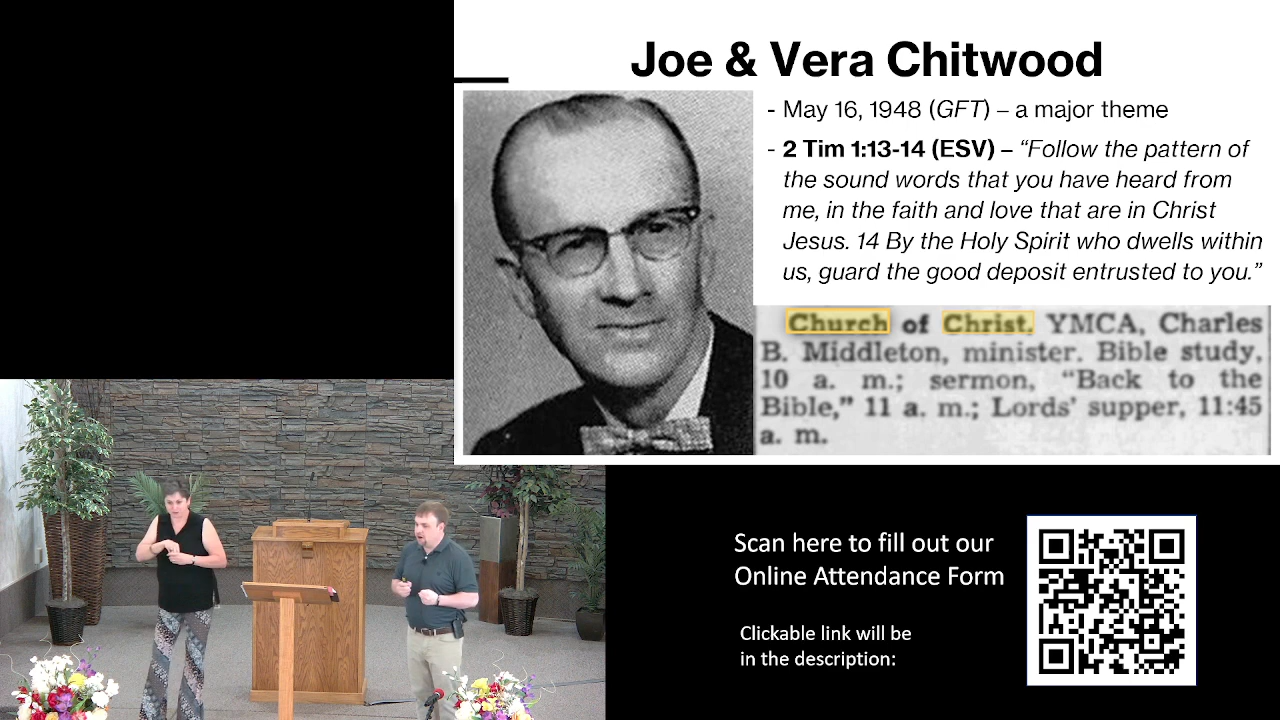 Joe & Vera Chitwood
- May 16, 1948 (GFT) – a major theme
- 2 Tim 1:13-14 (ESV) – “Follow the pattern of
the sound words that you have heard from
me, in the faith and love that are in Christ
Jesus. 14 By the Holy Spirit who dwells within
us, guard the good deposit entrusted to you.”
Church of Christ. YMCA, Charles
B. Middleton, minister. Bible study,
10 a. m.; sermon, “Back to the
Bible,” 11 a. m.; Lords’ supper, 11:45
a. m.
Scan here to fill out our
Online Attendance Form
Clickable link will be
in the description: